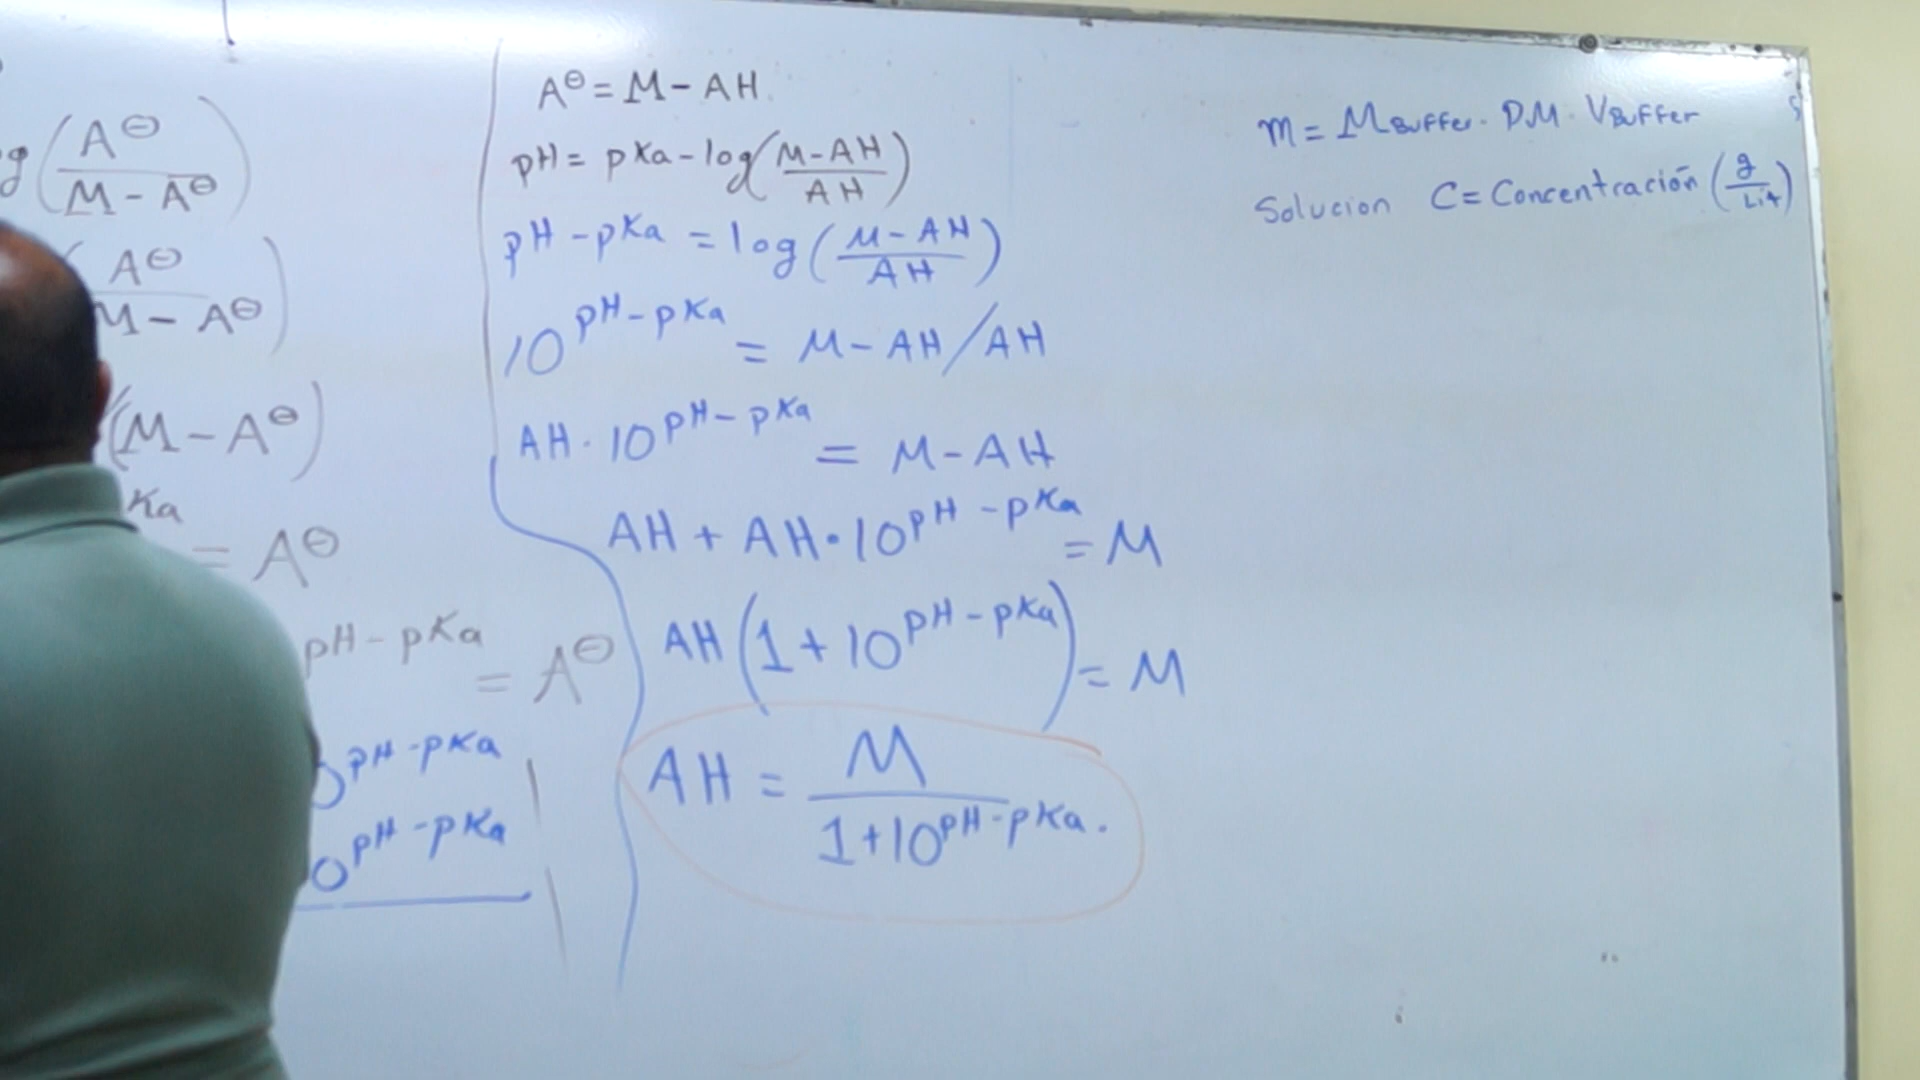 g(A⊖/M - A⊖)
(A⊖/M - A⊖)
(M - A⊖)
Ka
= A⊖
pH - pKa = A⊖
pH - pKa
0 pH - pKa
A⊖ = M - AH
pH = pKa - log(M - AH/AH)
pH - pKa = log(M - AH/AH)
10^pH - pKa = M - AH/AH
AH · 10^pH - pKa = M - AH
AH + AH · 10^pH - pKa = M
AH(1 + 10^pH - pKa) = M
AH = M/1 + 10^pH - pKa.
m = M Buffer · PM · V Buffer
Solucion C = Concentración (g/Lit)